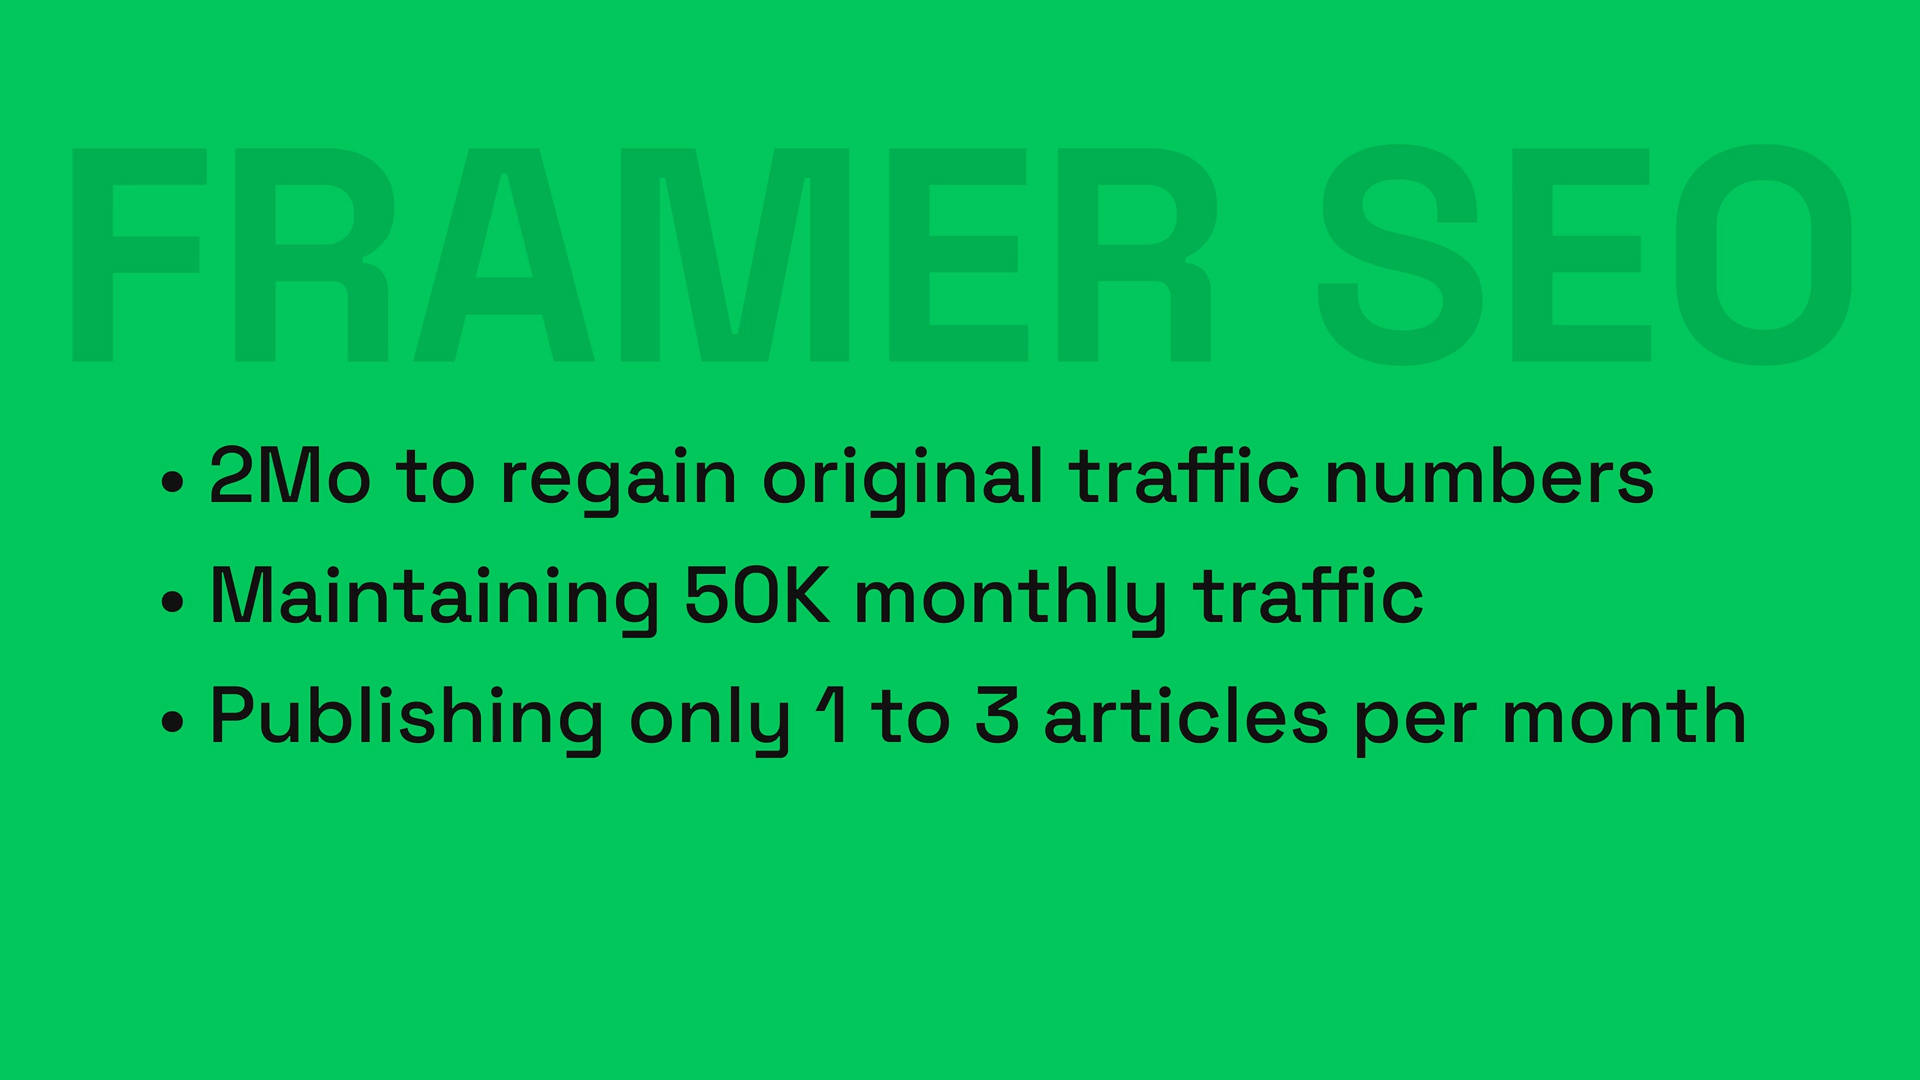 FRAMER SEO
• 2Mo to regain original traffic numbers
• Maintaining 50K monthly traffic
• Publishing only 1 to 3 articles per month